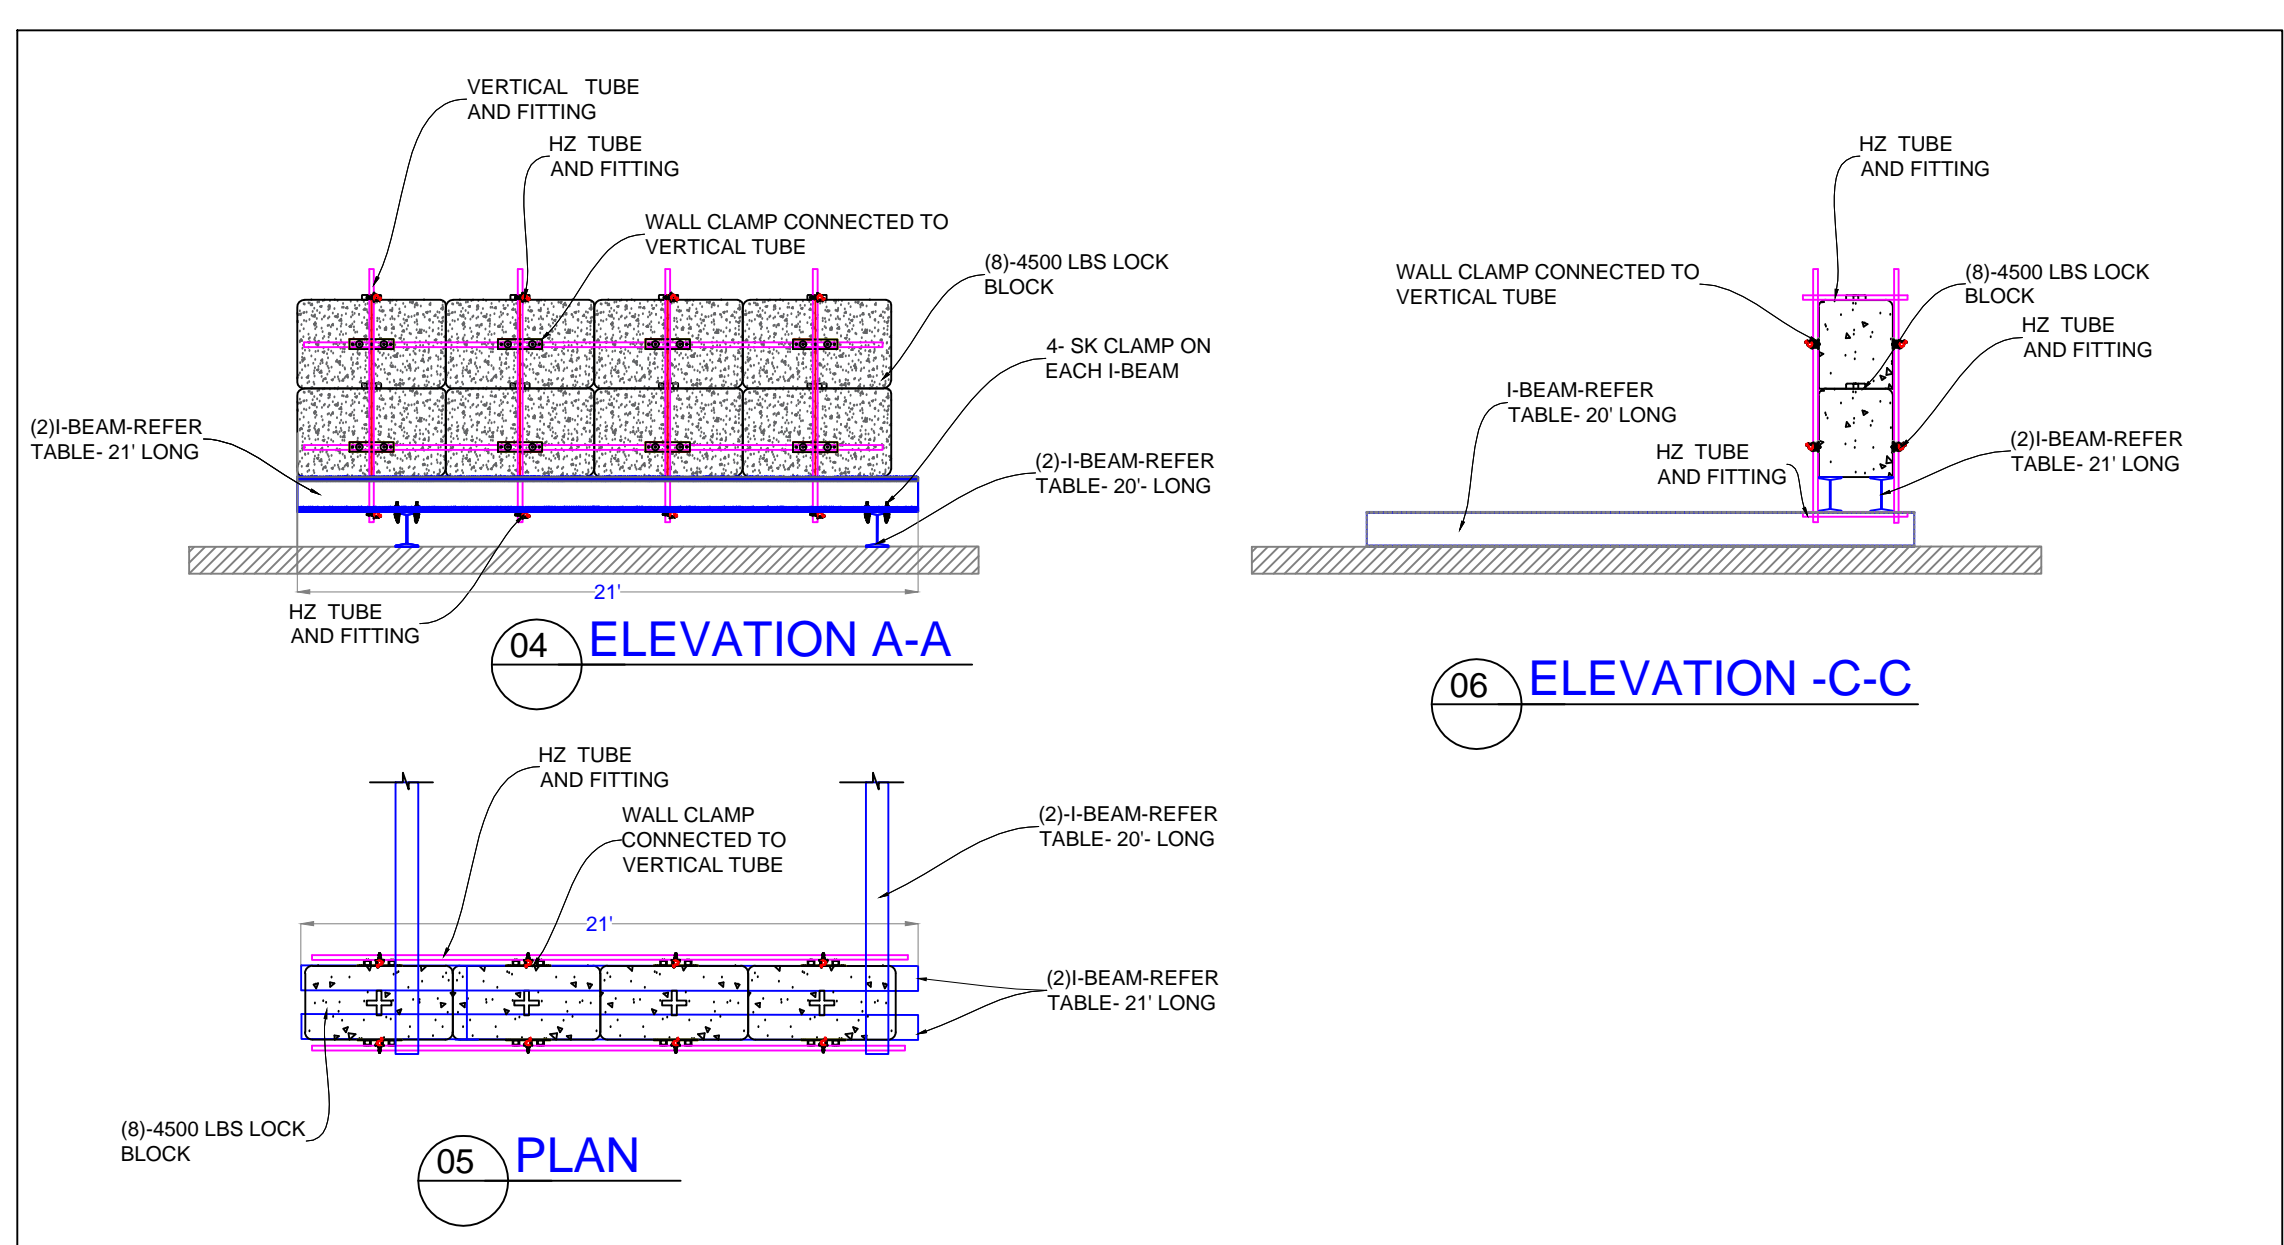 VERTICAL TUBE
AND FITTING
HZ TUBE
AND FITTING
WALL CLAMP CONNECTED TO
VERTICAL TUBE
(8)-4500 LBS LOCK
BLOCK
4- SK CLAMP ON
EACH I-BEAM
(2)I-BEAM-REFER
TABLE- 21' LONG
(2)-I-BEAM-REFER
TABLE- 20'- LONG
21'
HZ TUBE
AND FITTING
04 ELEVATION A-A
HZ TUBE
AND FITTING
WALL CLAMP CONNECTED TO
VERTICAL TUBE
(8)-4500 LBS LOCK
BLOCK
HZ TUBE
AND FITTING
I-BEAM-REFER
TABLE- 20' LONG
HZ TUBE
AND FITTING
(2)I-BEAM-REFER
TABLE- 21' LONG
06 ELEVATION -C-C
HZ TUBE
AND FITTING
WALL CLAMP
CONNECTED TO
VERTICAL TUBE
(2)-I-BEAM-REFER
TABLE- 20'- LONG
21'
(2)I-BEAM-REFER
TABLE- 21' LONG
(8)-4500 LBS LOCK
BLOCK
05 PLAN